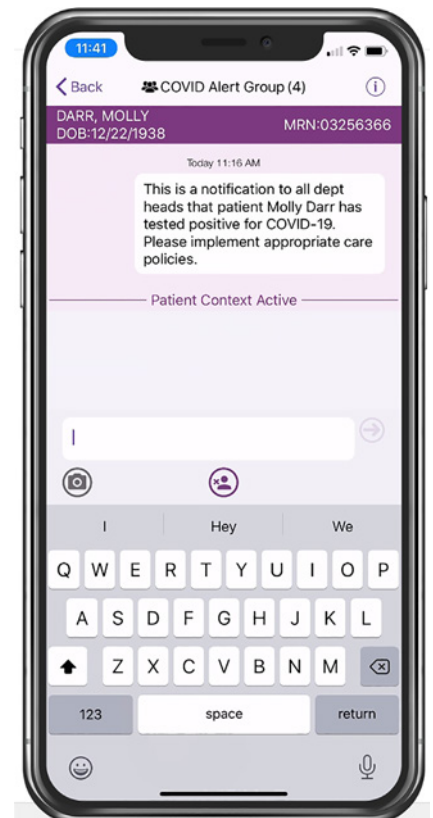 11:41
Back COVID Alert Group (4) i
DARR, MOLLY
DOB:12/22/1938 MRN:03256366
Today 11:16 AM
This is a notification to all dept
heads that patient Molly Darr has
tested positive for COVID-19.
Please implement appropriate care
policies.
Patient Context Active
I Hey We
Q W E R T Y U I O P
A S D F G H J K L
Z X C V B N M
123 space return